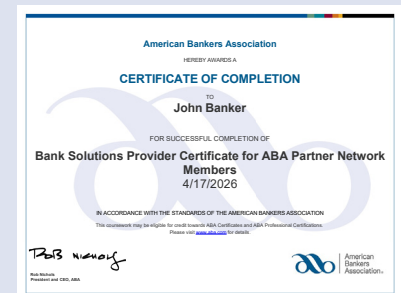 American Bankers Association
HEREBY AWARDS A
CERTIFICATE OF COMPLETION
TO
John Banker
FOR SUCCESSFUL COMPLETION OF
Bank Solutions Provider Certificate for ABA Partner Network
Members
4/17/2026
IN ACCORDANCE WITH THE STANDARDS OF THE AMERICAN BANKERS ASSOCIATION
This coursework may be eligible for credit towards ABA Certificates and ABA Professional Certifications.
Please visit www.aba.com for details
Rob Nichols
Rob Nichols
President and CEO, ABA
American
Bankers
Association®